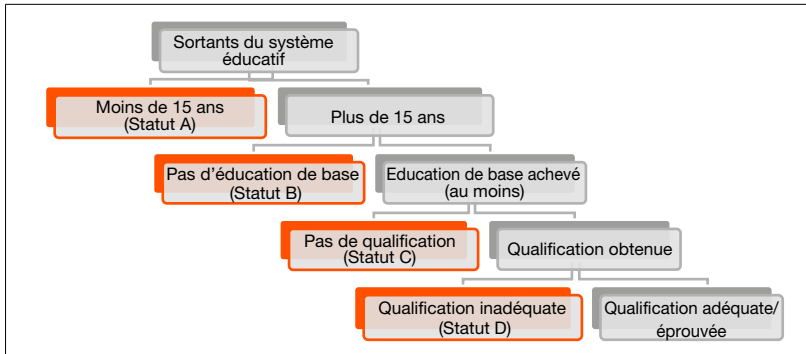 Sortants du système
éducatif
Moins de 15 ans
(Statut A)
Plus de 15 ans
Pas d’éducation de base
(Statut B)
Education de base achevé
(au moins)
Pas de qualification
(Statut C)
Qualification obtenue
Qualification inadéquate
(Statut D)
Qualification adéquate/
éprouvée